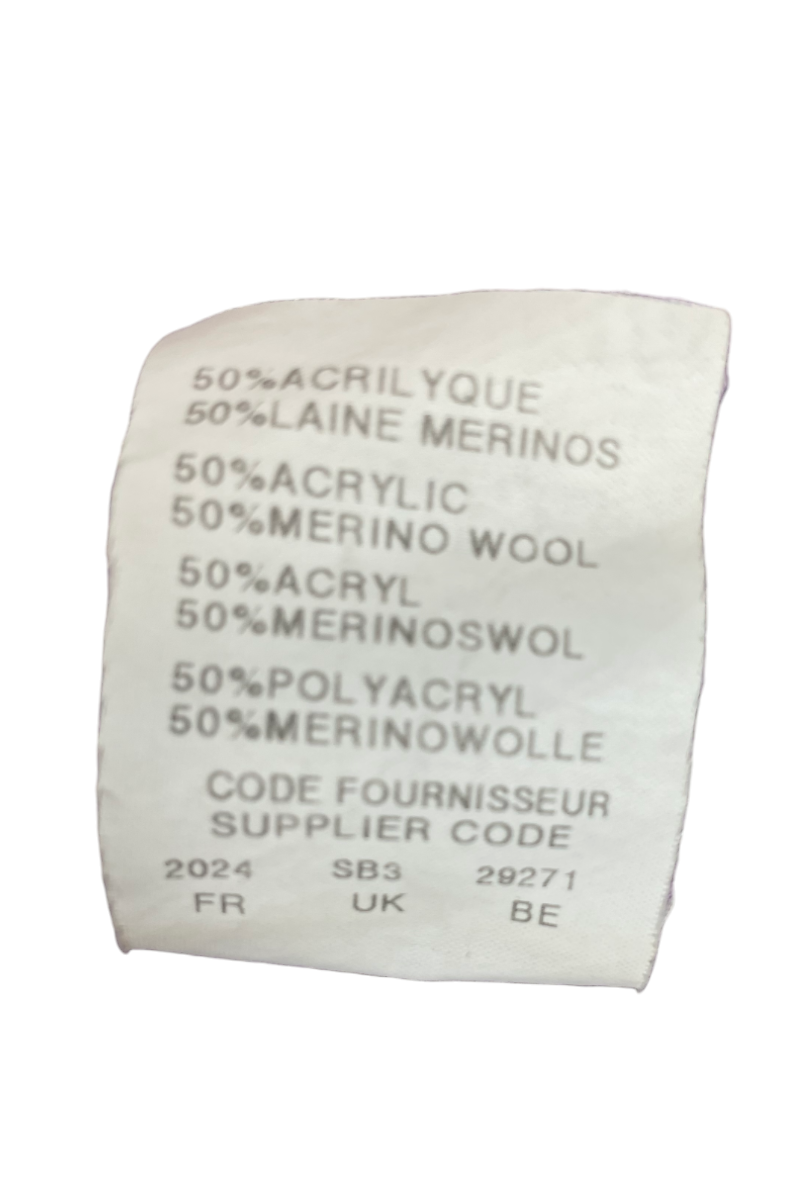 50%ACRILYQUE
50%LAINE MERINOS
50%ACRYLIC
50%MERINO WOOL
50%ACRYL
50%MERINOSWOL
50%POLYACRYL
50%MERINOWOLLE
CODE FOURNISSEUR
SUPPLIER CODE
2024 SB3 29271
FR UK BE